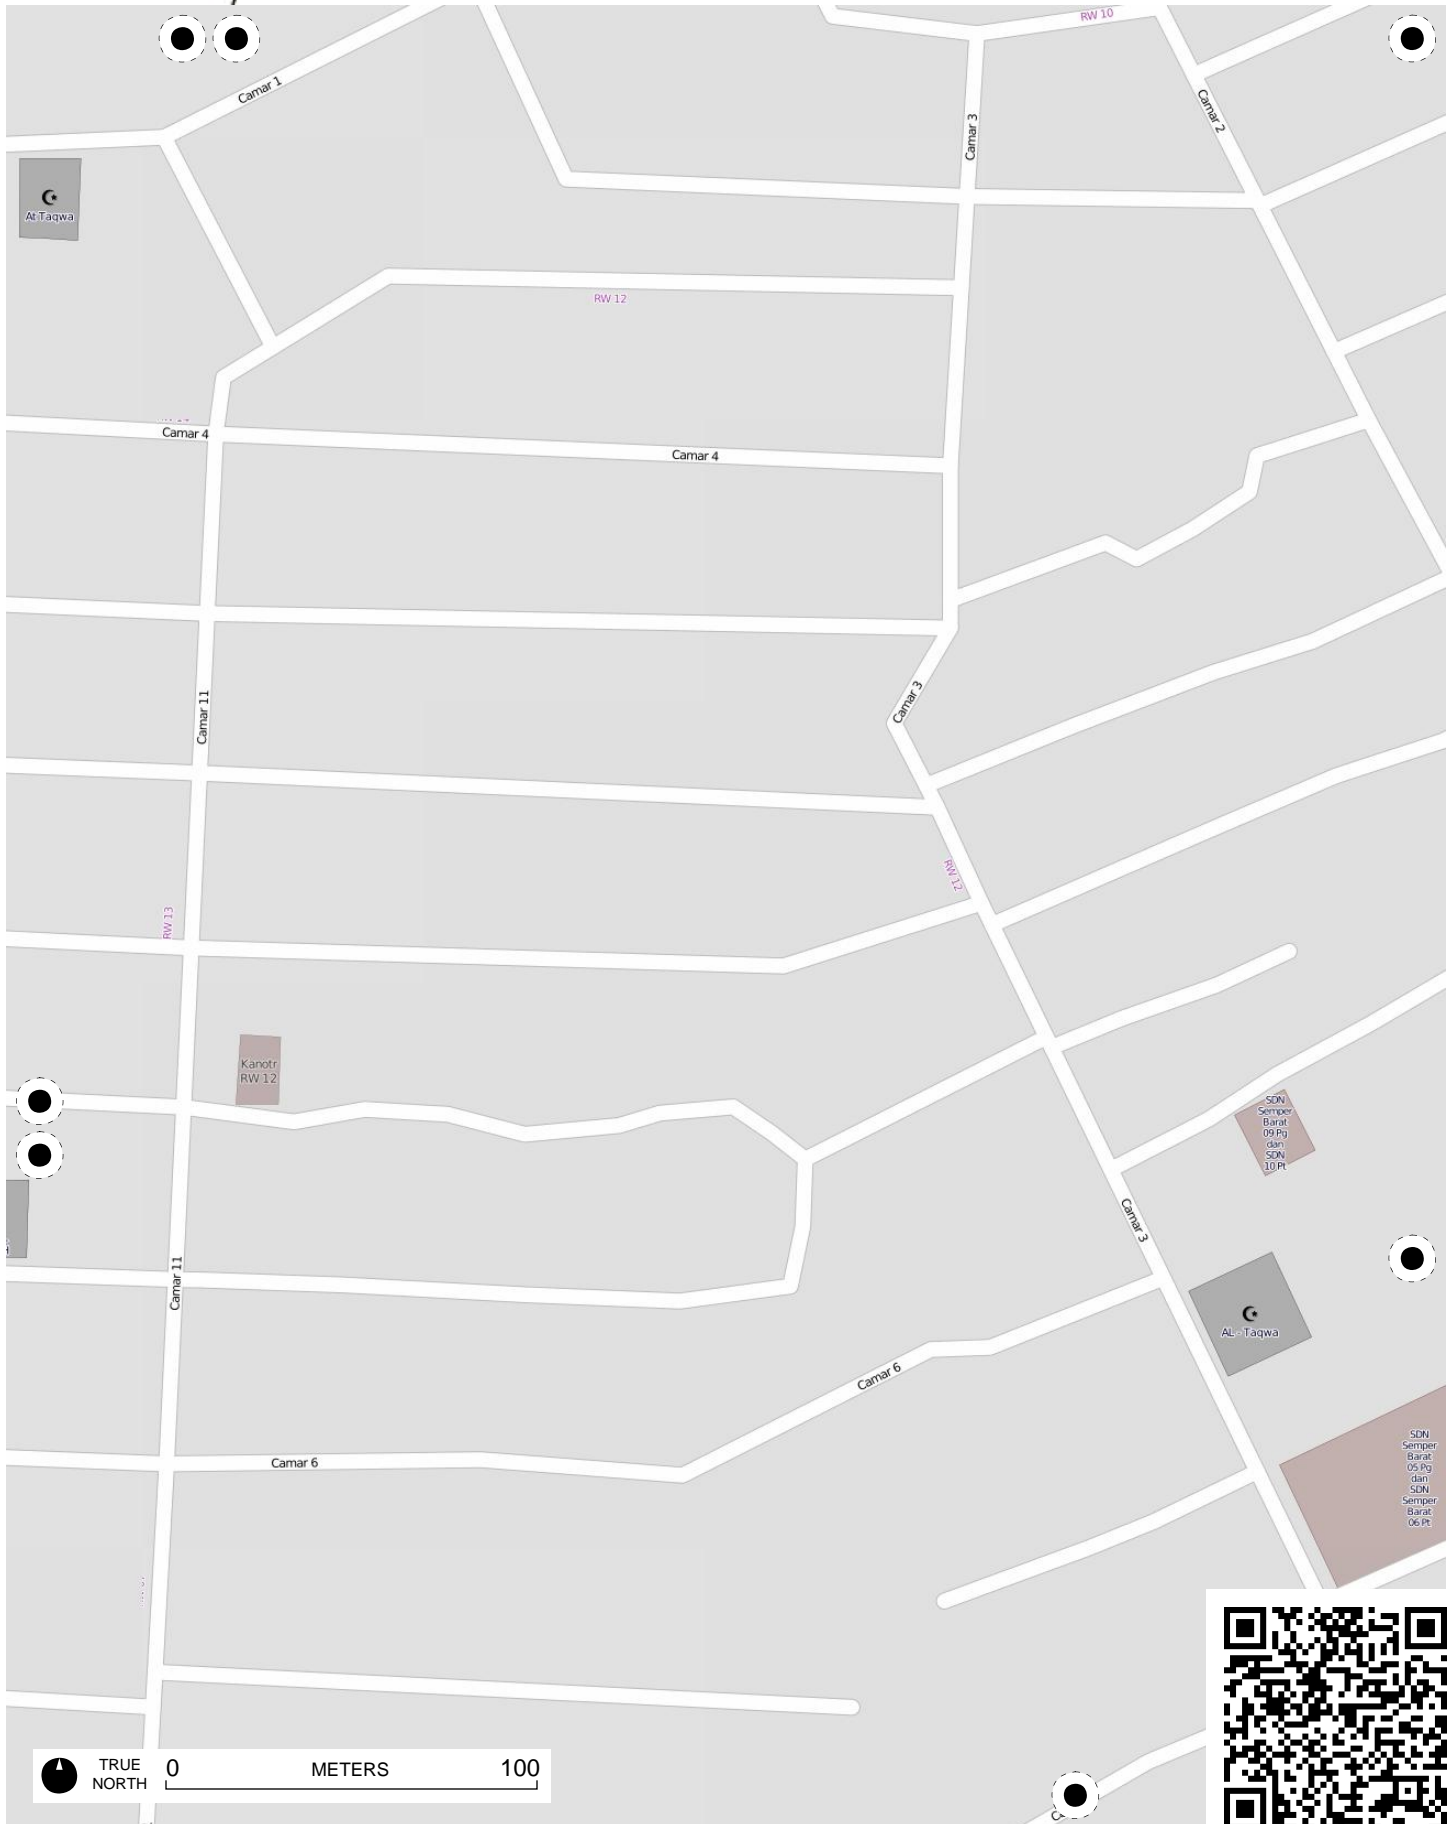 RW 10
Camar 1
Camar 2
Camar 3
At Taqwa
RW 12
Camar 4
Camar 4
Camar 3
Camar 11
RW 12
RW 13
Kanotr
RW 12
SDN
Semper
Barat
09 Pg
dan
SDN
10 Pt
Camar 3
Camar 11
AL - Taqwa
Camar 6
SDN
Semper
Barat
05 Pg
dan
SDN
Semper
Barat
06 Pt
Camar 6
TRUE
NORTH
0 METERS 100